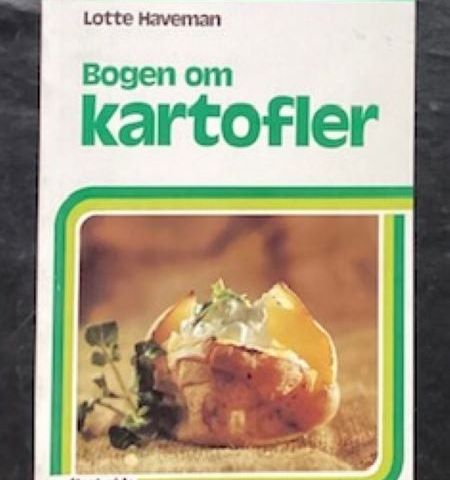 Lotte Haveman
Bogen om
kartofler